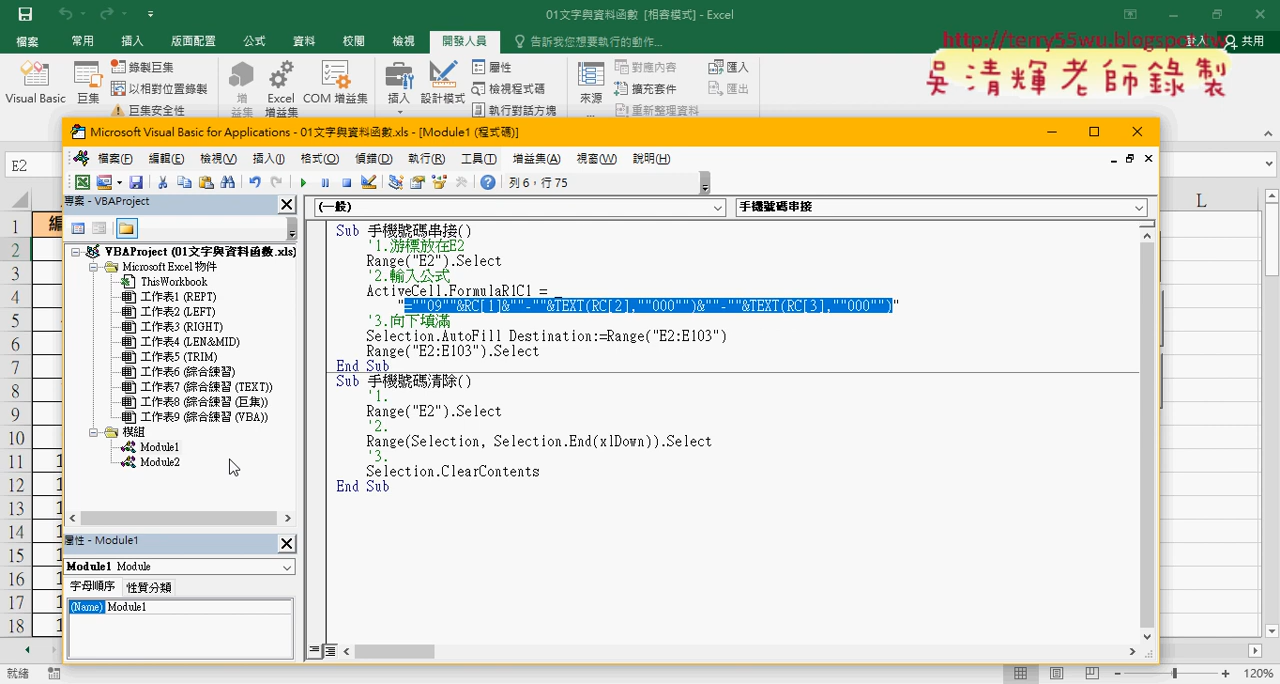 01文字與資料函數 [相容模式] - Excel
檔案 常用 插入 版面配置 公式 資料 校閱 檢視 開發人員 告訴我您想要執行的動作... 登入 共用
http://terry55wu.blogspot.tw
吳清輝老師錄製
Visual Basic 巨集 錄製巨集 以相對位置錄製 巨集安全性
增益集 Excel 增益集 COM 增益集
插入 設計模式 屬性 檢視程式碼 執行對話方塊
來源 對應內容 擴充套件 重新整理資料 匯入 匯出
Microsoft Visual Basic for Applications - 01文字與資料函數.xls - [Module1 (程式碼)]
檔案(F) 編輯(E) 檢視(V) 插入(I) 格式(O) 偵錯(D) 執行(R) 工具(T) 增益集(A) 視窗(W) 說明(H)
列 6，行 75
E2
專案 - VBAProject
VBAProject (01文字與資料函數.xls)
Microsoft Excel 物件
ThisWorkbook
工作表1 (REPT)
工作表2 (LEFT)
工作表3 (RIGHT)
工作表4 (LEN&MID)
工作表5 (TRIM)
工作表6 (綜合練習)
工作表7 (綜合練習 (TEXT))
工作表8 (綜合練習 (巨集))
工作表9 (綜合練習 (VBA))
模組
Module1
Module2
屬性 - Module1
Module1 Module
字母順序 性質分類
(Name) Module1
(一般) 手機號碼串接
Sub 手機號碼串接()
'1.游標放在E2
Range("E2").Select
'2.輸入公式
ActiveCell.FormulaR1C1 = _
"=""09""&RC[1]&""-""&TEXT(RC[2],""000"")&""-""&TEXT(RC[3],""000"")"
'3.向下填滿
Selection.AutoFill Destination:=Range("E2:E103")
Range("E2:E103").Select
End Sub
Sub 手機號碼清除()
'1.
Range("E2").Select
'2.
Range(Selection, Selection.End(xlDown)).Select
'3.
Selection.ClearContents
End Sub
L
1
2
3
4
5
6
7
8
9
10
11
12
13
14
15
16
17
18
就緒
120%